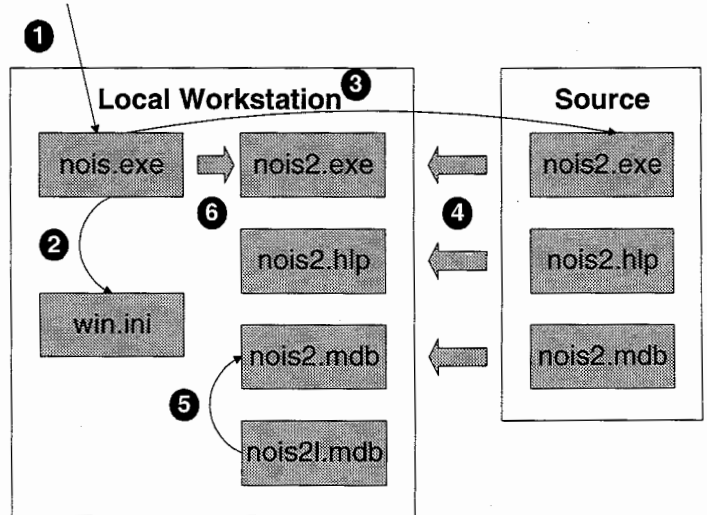 1
Local Workstation
3
Source
nois.exe
nois2.exe
nois2.exe
6
4
2
nois2.hlp
nois2.hlp
win.ini
nois2.mdb
nois2.mdb
5
nois2l.mdb